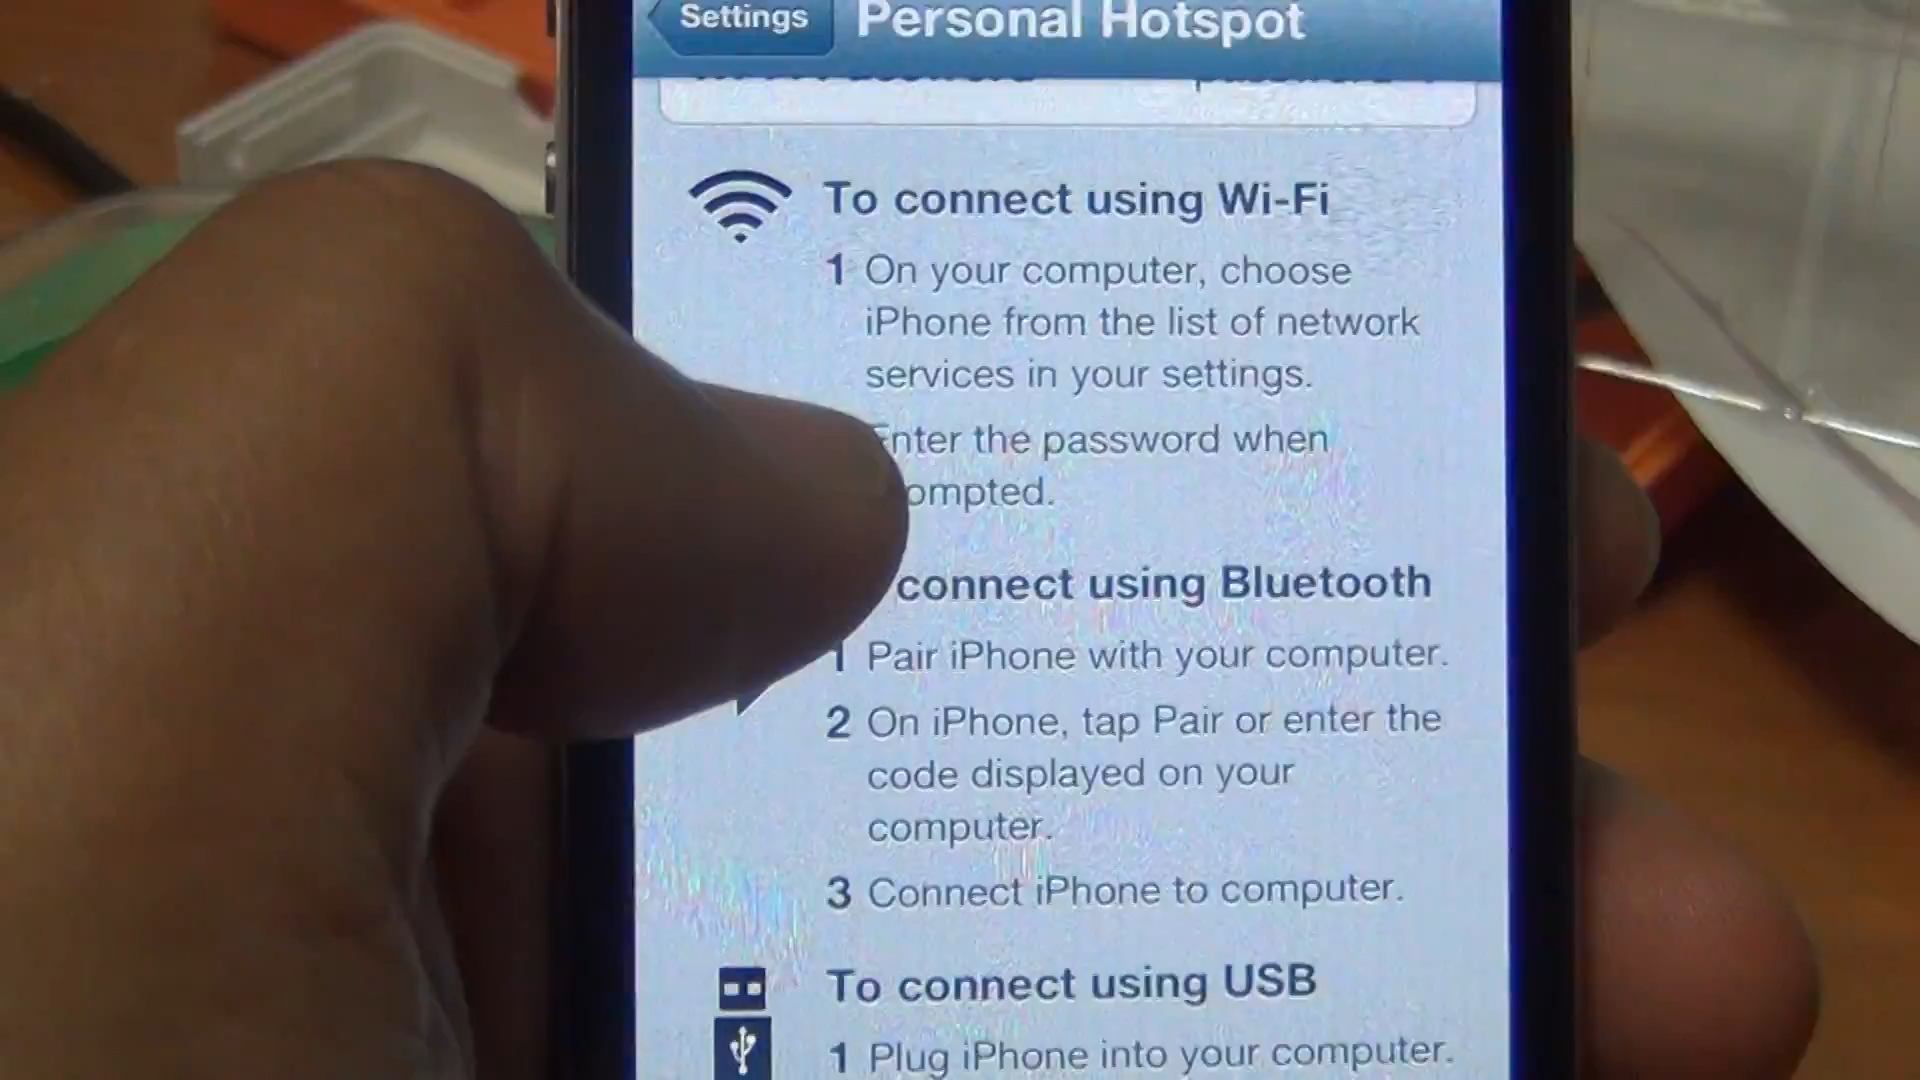 Settings
Personal Hotspot
To connect using Wi-Fi
1 On your computer, choose
iPhone from the list of network
services in your settings.
Enter the password when
ompted.
connect using Bluetooth
1 Pair iPhone with your computer.
2 On iPhone, tap Pair or enter the
code displayed on your
computer.
3 Connect iPhone to computer.
To connect using USB
1 Plug iPhone into your computer.